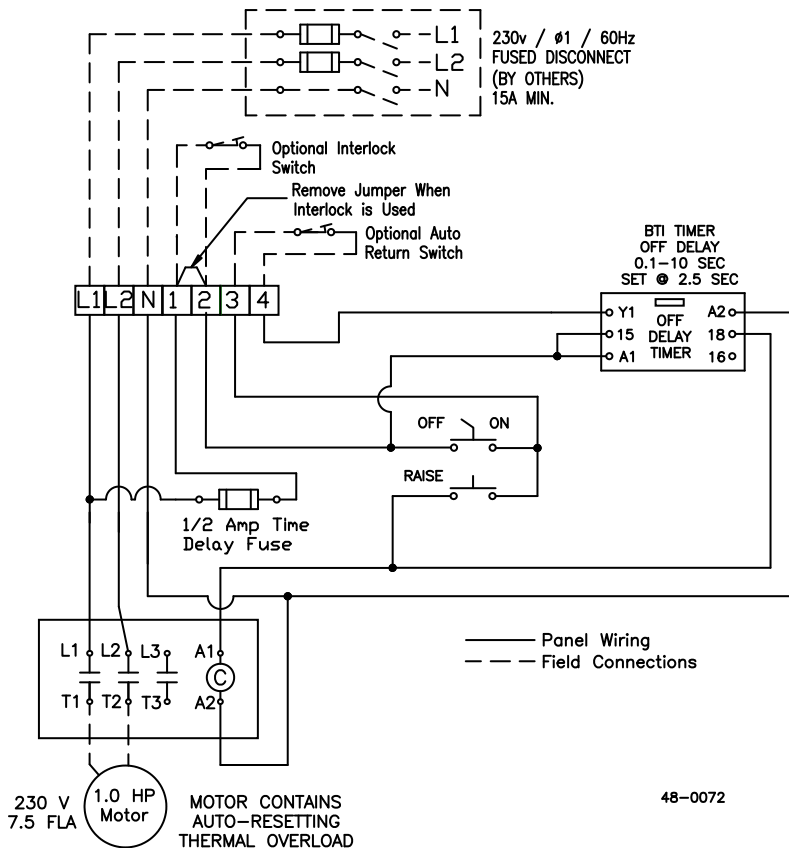 L1
L2
N
230v / ø1 / 60Hz
FUSED DISCONNECT
(BY OTHERS)
15A MIN.
Optional Interlock
Switch
Remove Jumper When
Interlock is Used
Optional Auto
Return Switch
BTI TIMER
OFF DELAY
0.1–10 SEC
SET @ 2.5 SEC
L1 L2 N 1 2 3 4
Y1 A2
15 18
A1 16
OFF
DELAY
TIMER
OFF ON
RAISE
1/2 Amp Time
Delay Fuse
L1 L2 L3 A1
C
T1 T2 T3 A2
Panel Wiring
Field Connections
230 V
7.5 FLA
1.0 HP
Motor
MOTOR CONTAINS
AUTO–RESETTING
THERMAL OVERLOAD
48–0072